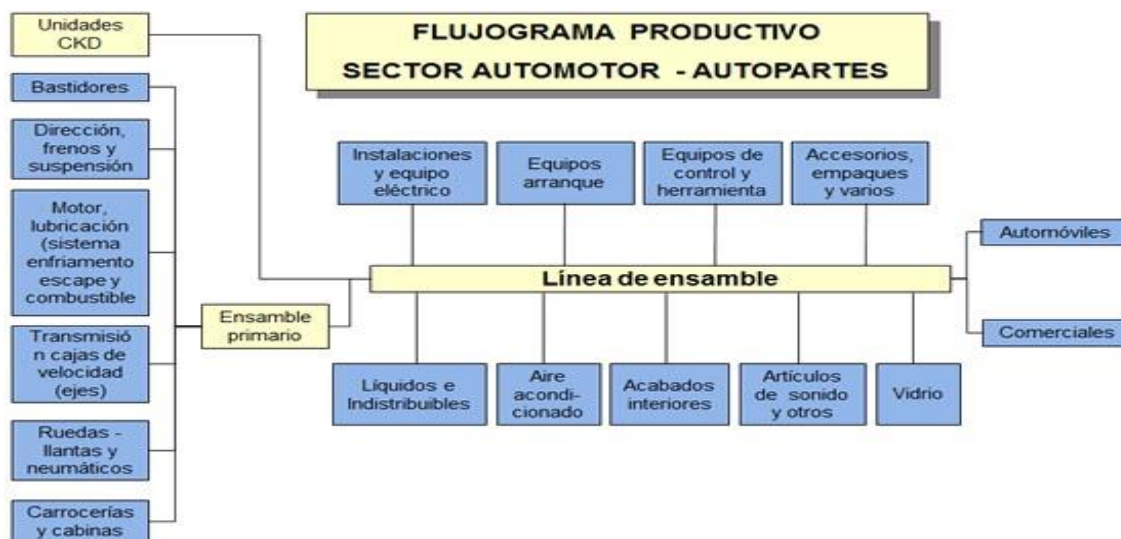 Unidades
CKD
FLUJOGRAMA PRODUCTIVO
SECTOR AUTOMOTOR - AUTOPARTES
Bastidores
Dirección,
frenos y
suspensión
Motor,
lubricación
(sistema
enfriamento
escape y
combustible
Transmisió
n cajas de
velocidad
(ejes)
Ruedas -
llantas y
neumáticos
Carrocerías
y cabinas
Ensamble
primario
Instalaciones
y equipo
eléctrico
Equipos
arranque
Equipos de
control y
herramienta
Accesorios,
empaques
y varios
Línea de ensamble
Líquidos e
Indistribuibles
Aire
acondi-
cionado
Acabados
interiores
Artículos
de sonido
y otros
Vidrio
Automóviles
Comerciales